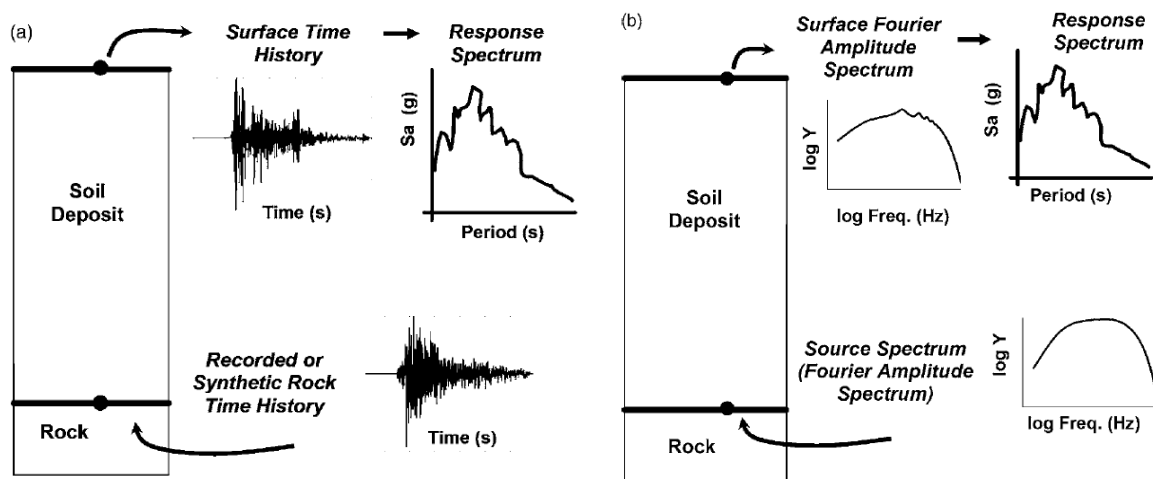 (a)
Surface Time
History
Response
Spectrum
Sa (g)
Time (s)
Period (s)
Soil
Deposit
Recorded or
Synthetic Rock
Time History
Time (s)
Rock
(b)
Surface Fourier
Amplitude
Spectrum
Response
Spectrum
log Y
log Freq. (Hz)
Sa (g)
Period (s)
Soil
Deposit
Source Spectrum
(Fourier Amplitude
Spectrum)
log Y
log Freq. (Hz)
Rock